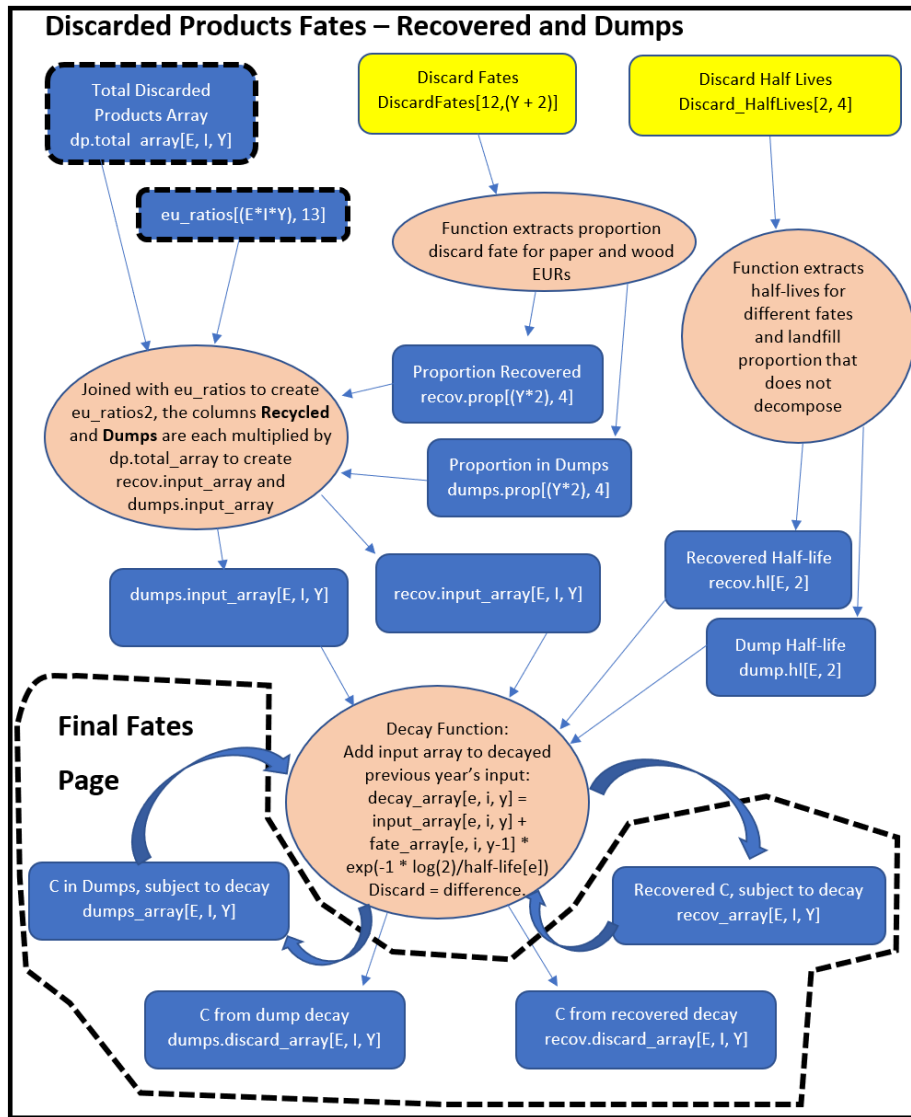 Discarded Products Fates – Recovered and Dumps
Total Discarded
Products Array
dp.total_array[E, I, Y]
Discard Fates
DiscardFates[12,(Y + 2)]
Discard Half Lives
Discard_HalfLives[2, 4]
eu_ratios[(E*I*Y), 13]
Function extracts proportion
discard fate for paper and wood
EURs
Function extracts
half-lives for
different fates
and landfill
proportion that
does not
decompose
Proportion Recovered
recov.prop[(Y*2), 4]
Joined with eu_ratios to create
eu_ratios2, the columns Recycled
and Dumps are each multiplied by
dp.total_array to create
recov.input_array and
dumps.input_array
Proportion in Dumps
dumps.prop[(Y*2), 4]
dumps.input_array[E, I, Y]
recov.input_array[E, I, Y]
Recovered Half-life
recov.hl[E, 2]
Dump Half-life
dump.hl[E, 2]
Final Fates
Page
Decay Function:
Add input array to decayed
previous year’s input:
decay_array[e, i, y] =
input_array[e, i, y] +
fate_array[e, i, y-1] *
exp(-1 * log(2)/half-life[e])
Discard = difference.
C in Dumps, subject to decay
dumps_array[E, I, Y]
Recovered C, subject to decay
recov_array[E, I, Y]
C from dump decay
dumps.discard_array[E, I, Y]
C from recovered decay
recov.discard_array[E, I, Y]